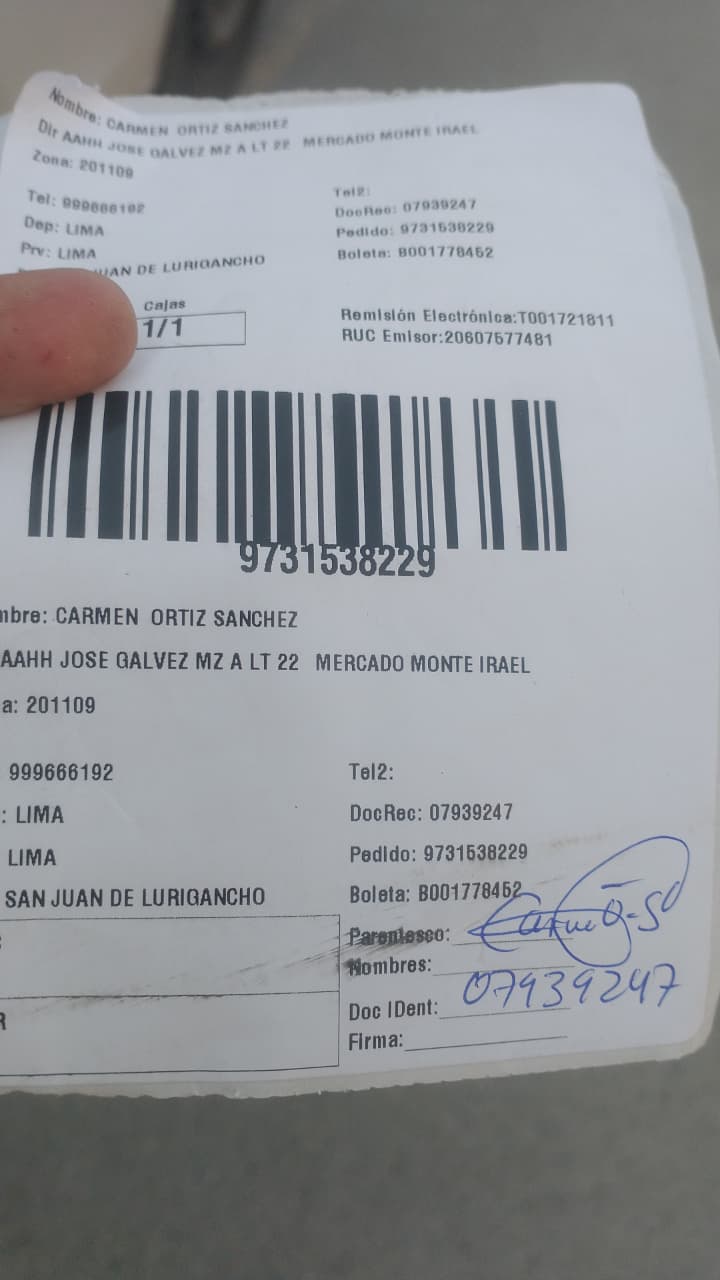 Nombre: CARMEN ORTIZ SANCHEZ
Dir AAHH JOSE GALVEZ MZ A LT 22 MERCADO MONTE IRAEL
Zona: 201109
Tel: 999666192 Tel2:
DocRec: 07939247
Dep: LIMA Pedido: 9731538229
Prv: LIMA Boleta: B001778452
UAN DE LURIGANCHO
Cajas
1/1
Remisión Electrónica:T001721811
RUC Emisor:20607577481
9731538229
mbre: CARMEN ORTIZ SANCHEZ
AAHH JOSE GALVEZ MZ A LT 22 MERCADO MONTE IRAEL
a: 201109
999666192 Tel2:
: LIMA DocRec: 07939247
LIMA Pedido: 9731538229
SAN JUAN DE LURIGANCHO Boleta: B001778452
Parentesco:
Nombres:
Doc IDent: 07939247
R
Firma: